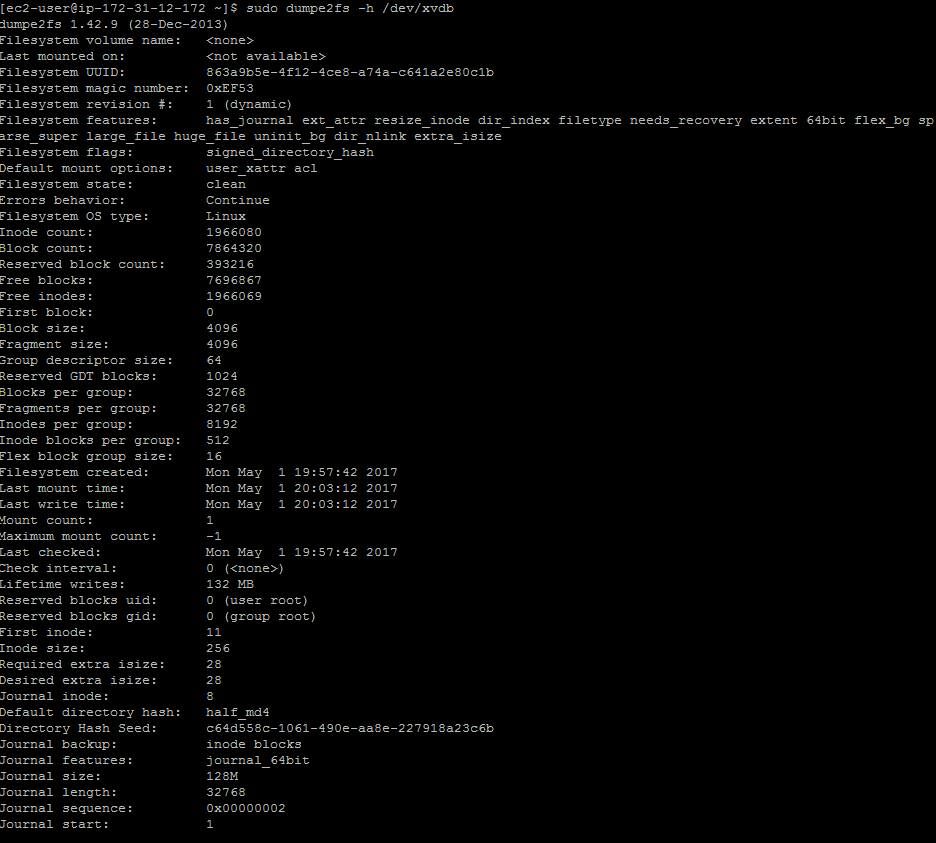 [ec2-user@ip-172-31-12-172 ~]$ sudo dumpe2fs -h /dev/xvdb
dumpe2fs 1.42.9 (28-Dec-2013)
Filesystem volume name:   <none>
Last mounted on:          <not available>
Filesystem UUID:          863a9b5e-4f12-4ce8-a74a-c641a2e80c1b
Filesystem magic number:  0xEF53
Filesystem revision #:    1 (dynamic)
Filesystem features:      has_journal ext_attr resize_inode dir_index filetype needs_recovery extent 64bit flex_bg sp
arse_super large_file huge_file uninit_bg dir_nlink extra_isize
Filesystem flags:         signed_directory_hash
Default mount options:    user_xattr acl
Filesystem state:         clean
Errors behavior:          Continue
Filesystem OS type:       Linux
Inode count:              1966080
Block count:              7864320
Reserved block count:     393216
Free blocks:              7696867
Free inodes:              1966069
First block:              0
Block size:               4096
Fragment size:            4096
Group descriptor size:    64
Reserved GDT blocks:      1024
Blocks per group:         32768
Fragments per group:      32768
Inodes per group:         8192
Inode blocks per group:   512
Flex block group size:    16
Filesystem created:       Mon May  1 19:57:42 2017
Last mount time:          Mon May  1 20:03:12 2017
Last write time:          Mon May  1 20:03:12 2017
Mount count:              1
Maximum mount count:      -1
Last checked:             Mon May  1 19:57:42 2017
Check interval:           0 (<none>)
Lifetime writes:          132 MB
Reserved blocks uid:      0 (user root)
Reserved blocks gid:      0 (group root)
First inode:              11
Inode size:               256
Required extra isize:     28
Desired extra isize:      28
Journal inode:            8
Default directory hash:   half_md4
Directory Hash Seed:      c64d558c-1061-490e-aa8e-227918a23c6b
Journal backup:           inode blocks
Journal features:         journal_64bit
Journal size:             128M
Journal length:           32768
Journal sequence:         0x00000002
Journal start:            1